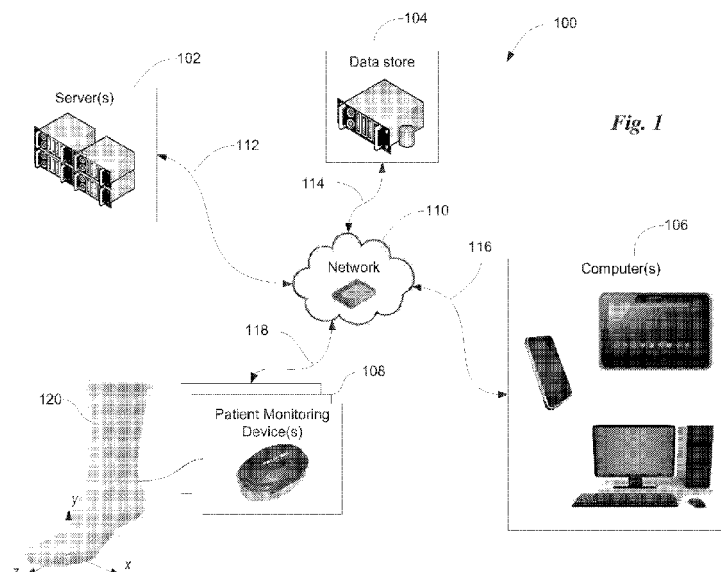 104
100
102
Data store
Server(s)
Fig. 1
112
114
110
106
116
Network
Computer(s)
118
108
120
Patient Monitoring
Device(s)
y
z
x